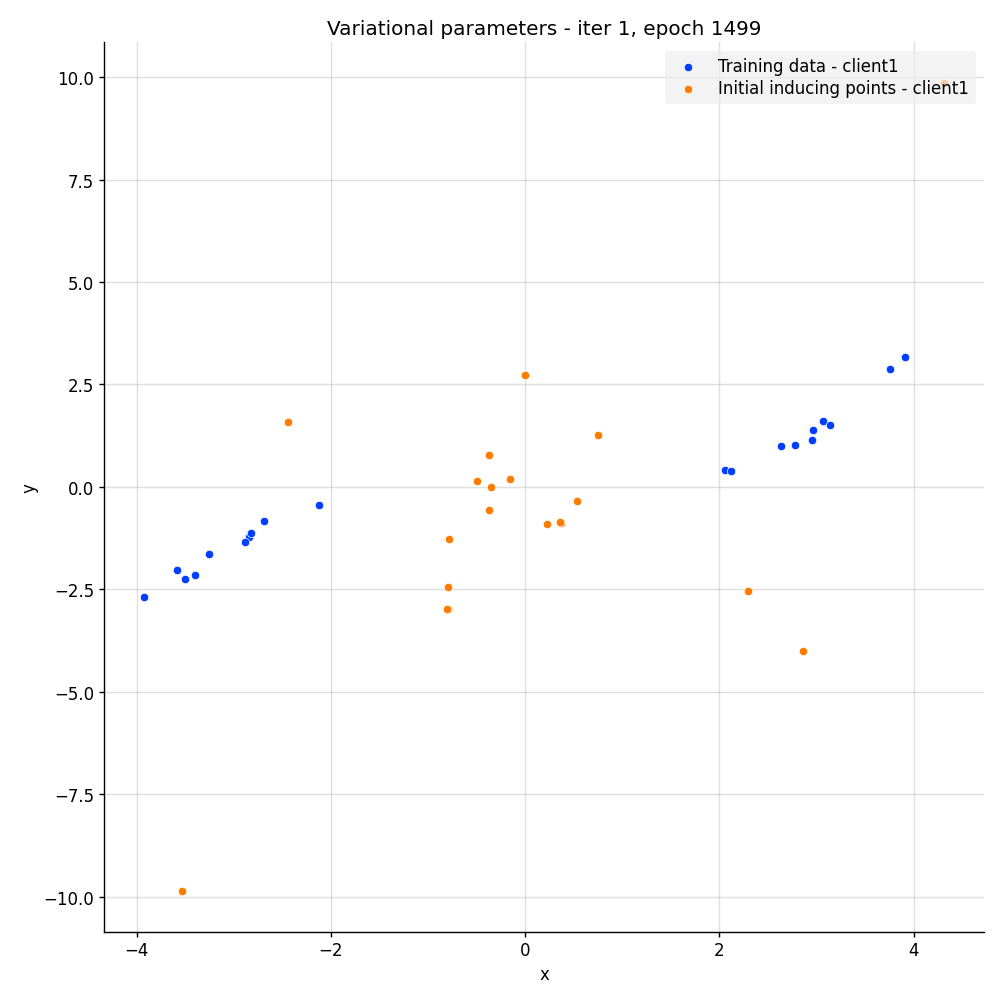 Variational parameters - iter 1, epoch 1499
Training data - client1
Initial inducing points - client1
10.0
7.5
5.0
2.5
0.0
−2.5
−5.0
−7.5
−10.0
y
−4
−2
0
2
4
x